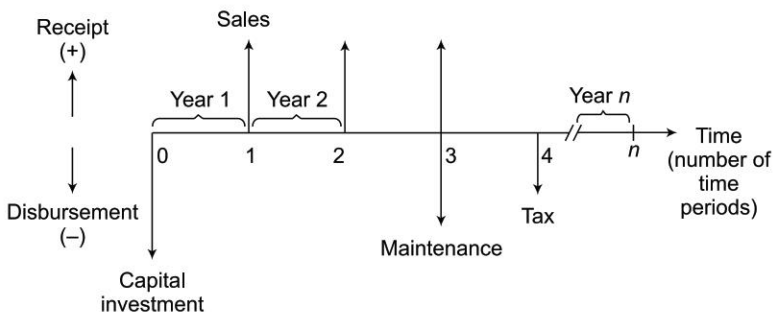 Receipt
(+)
Sales
Year 1
Year 2
Year n
0
1
2
3
4
n
Time
(number of
time
periods)
Disbursement
(–)
Capital
investment
Maintenance
Tax